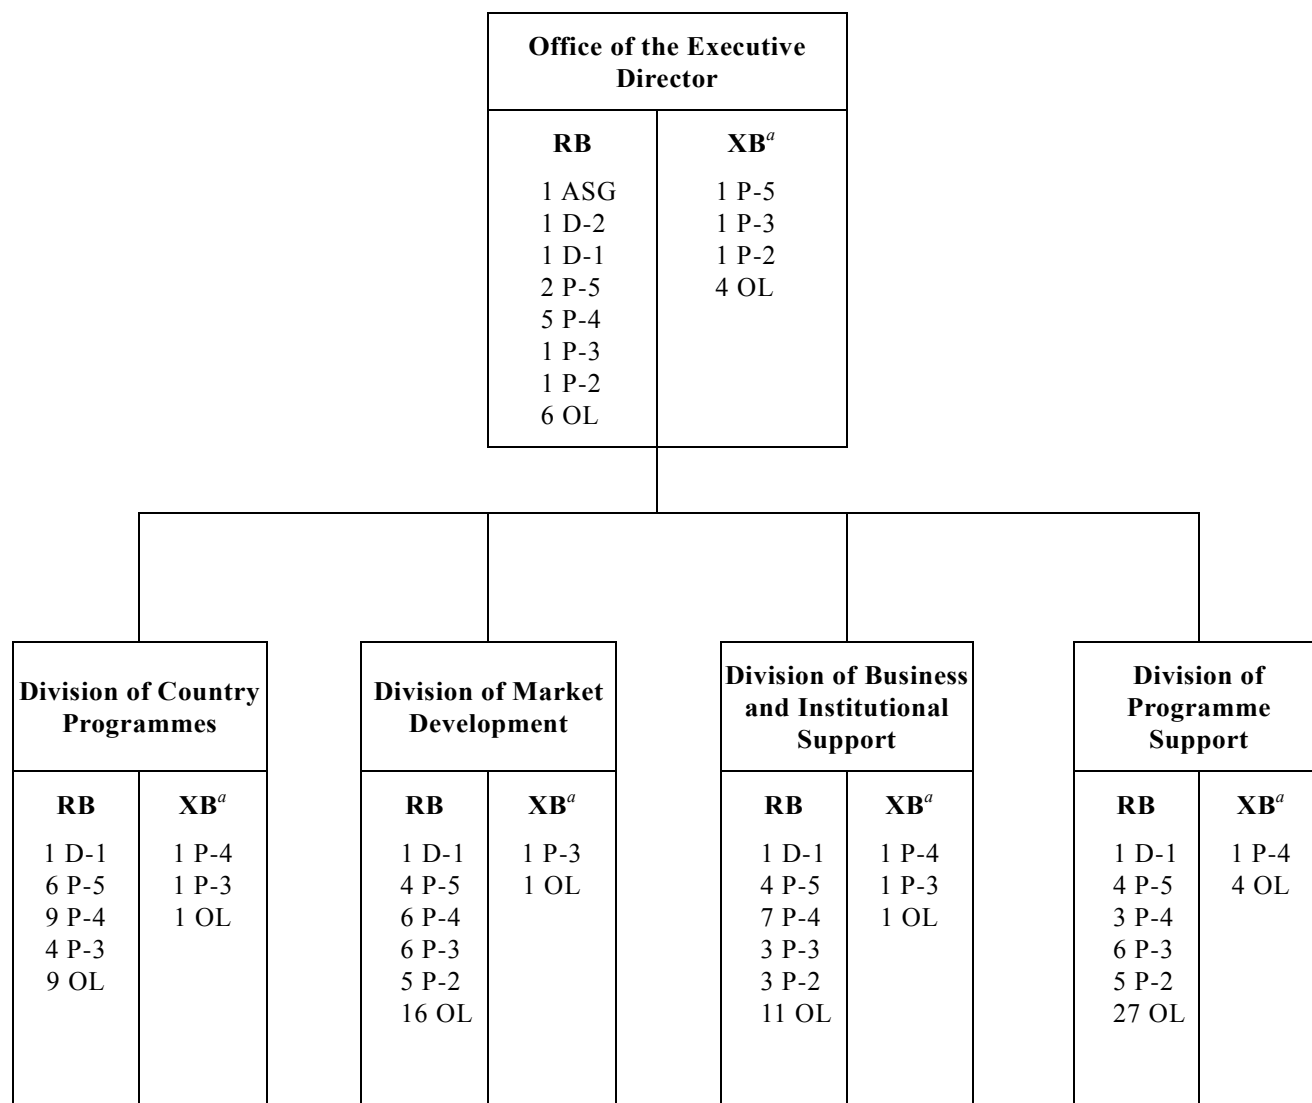 Office of the Executive
Director
RB
1 ASG
1 D-2
1 D-1
2 P-5
5 P-4
1 P-3
1 P-2
6 OL
XBa
1 P-5
1 P-3
1 P-2
4 OL
Division of Country
Programmes
RB
1 D-1
6 P-5
9 P-4
4 P-3
9 OL
XBa
1 P-4
1 P-3
1 OL
Division of Market
Development
RB
1 D-1
4 P-5
6 P-4
6 P-3
5 P-2
16 OL
XBa
1 P-3
1 OL
Division of Business
and Institutional
Support
RB
1 D-1
4 P-5
7 P-4
3 P-3
3 P-2
11 OL
XBa
1 P-4
1 P-3
1 OL
Division of
Programme
Support
RB
1 D-1
4 P-5
3 P-4
6 P-3
5 P-2
27 OL
XBa
1 P-4
4 OL